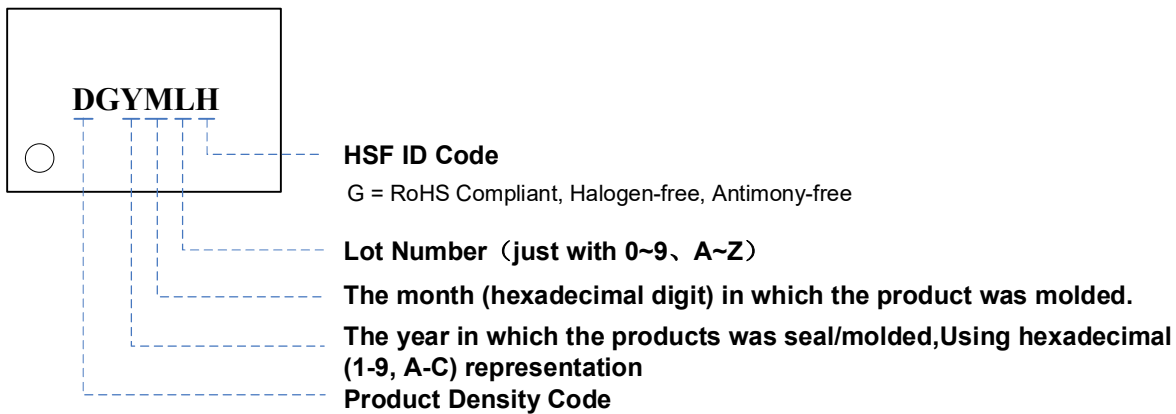 DGYMLH
HSF ID Code
G = RoHS Compliant, Halogen-free, Antimony-free
Lot Number（just with 0~9、A~Z）
The month (hexadecimal digit) in which the product was molded.
The year in which the products was seal/molded,Using hexadecimal
(1-9, A-C) representation
Product Density Code